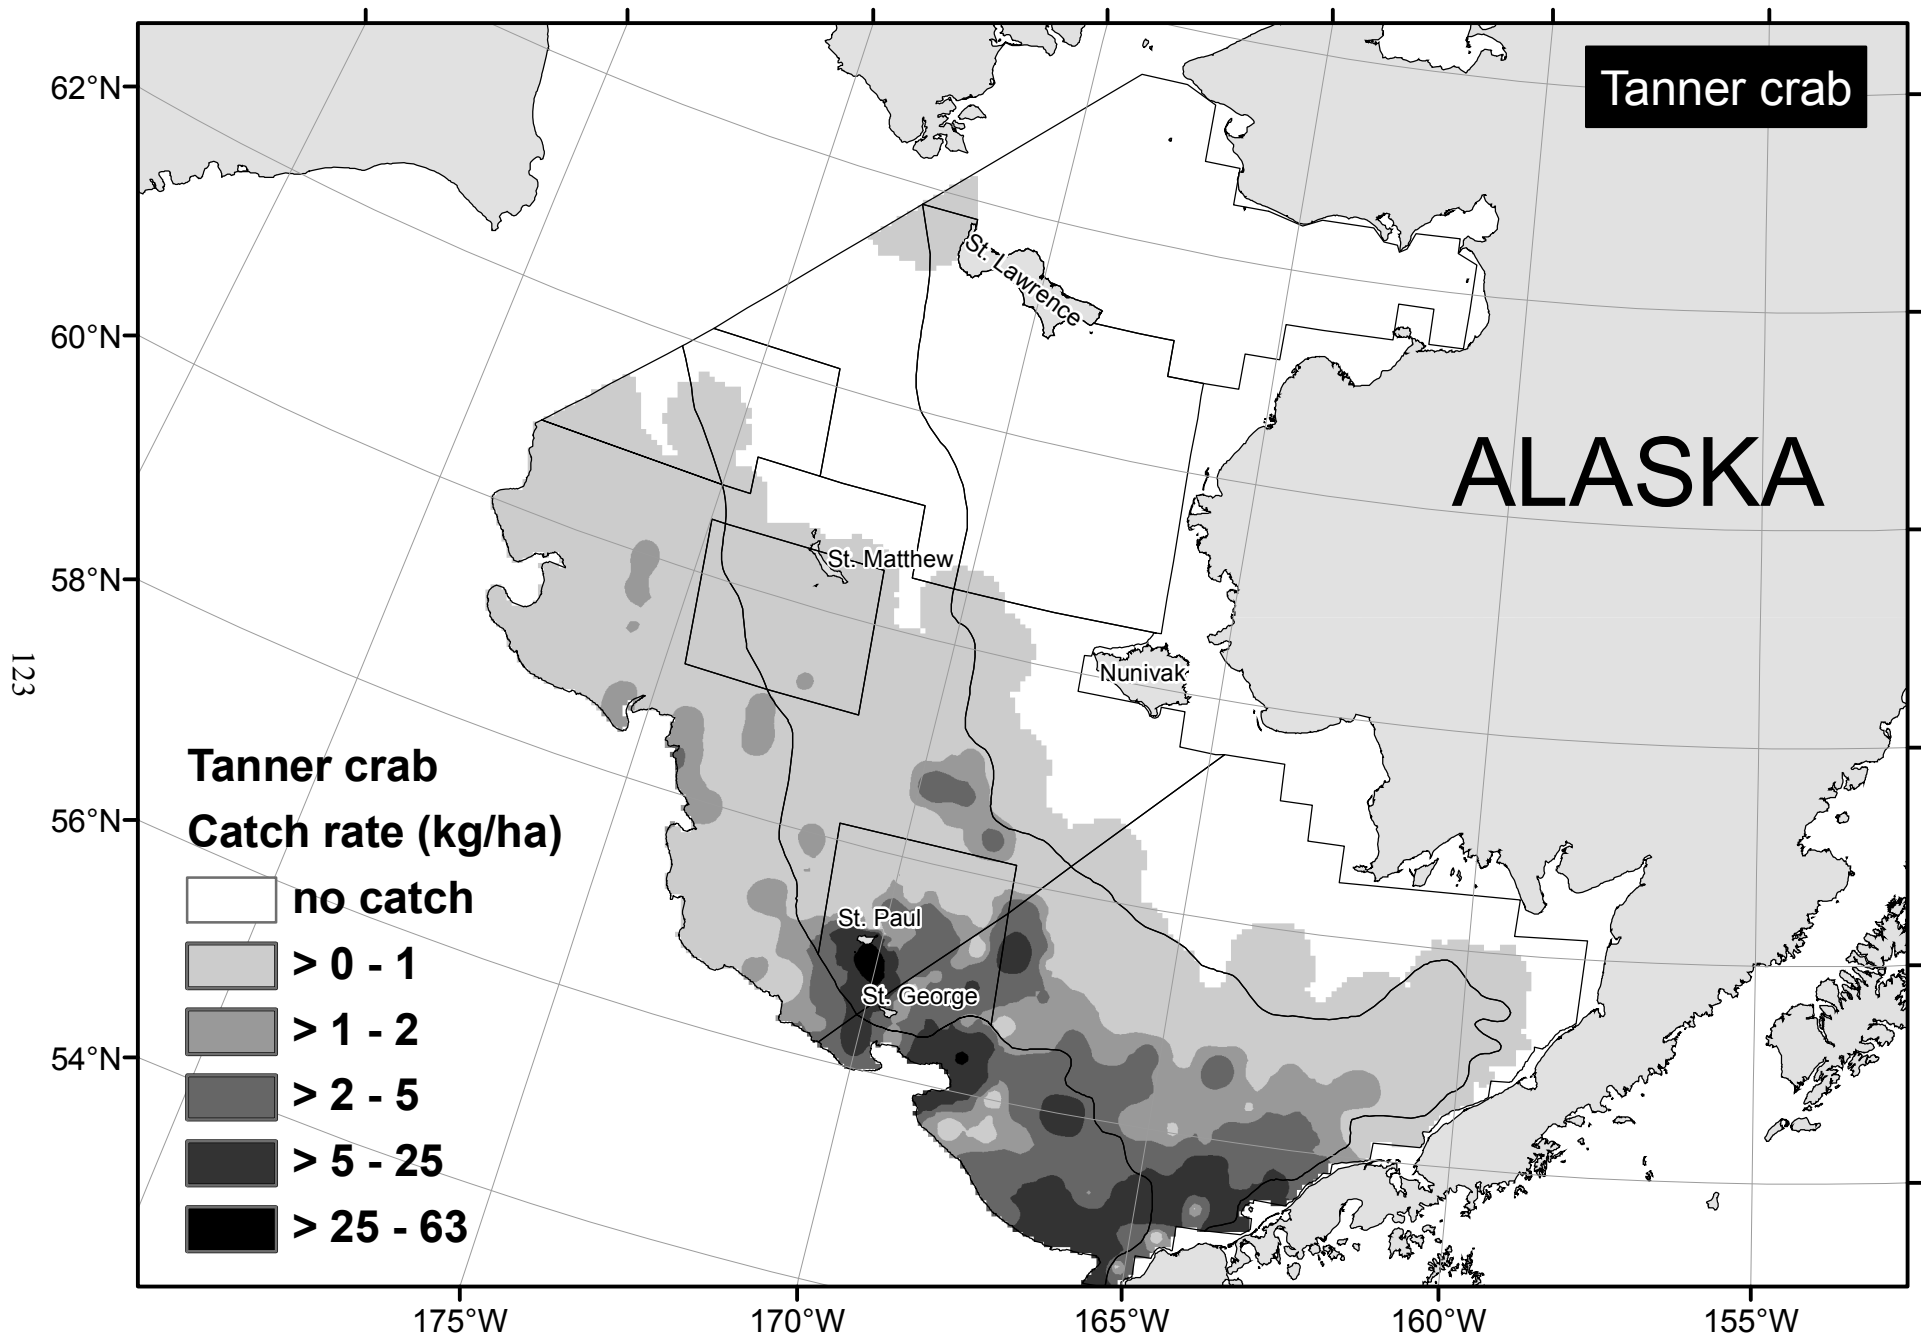 Tanner crab
62°N
60°N
58°N
56°N
54°N
St. Lawrence
ALASKA
St. Matthew
Nunivak
St. Paul
St. George
123
Tanner crab
Catch rate (kg/ha)
no catch
> 0 - 1
> 1 - 2
> 2 - 5
> 5 - 25
> 25 - 63
175°W
170°W
165°W
160°W
155°W